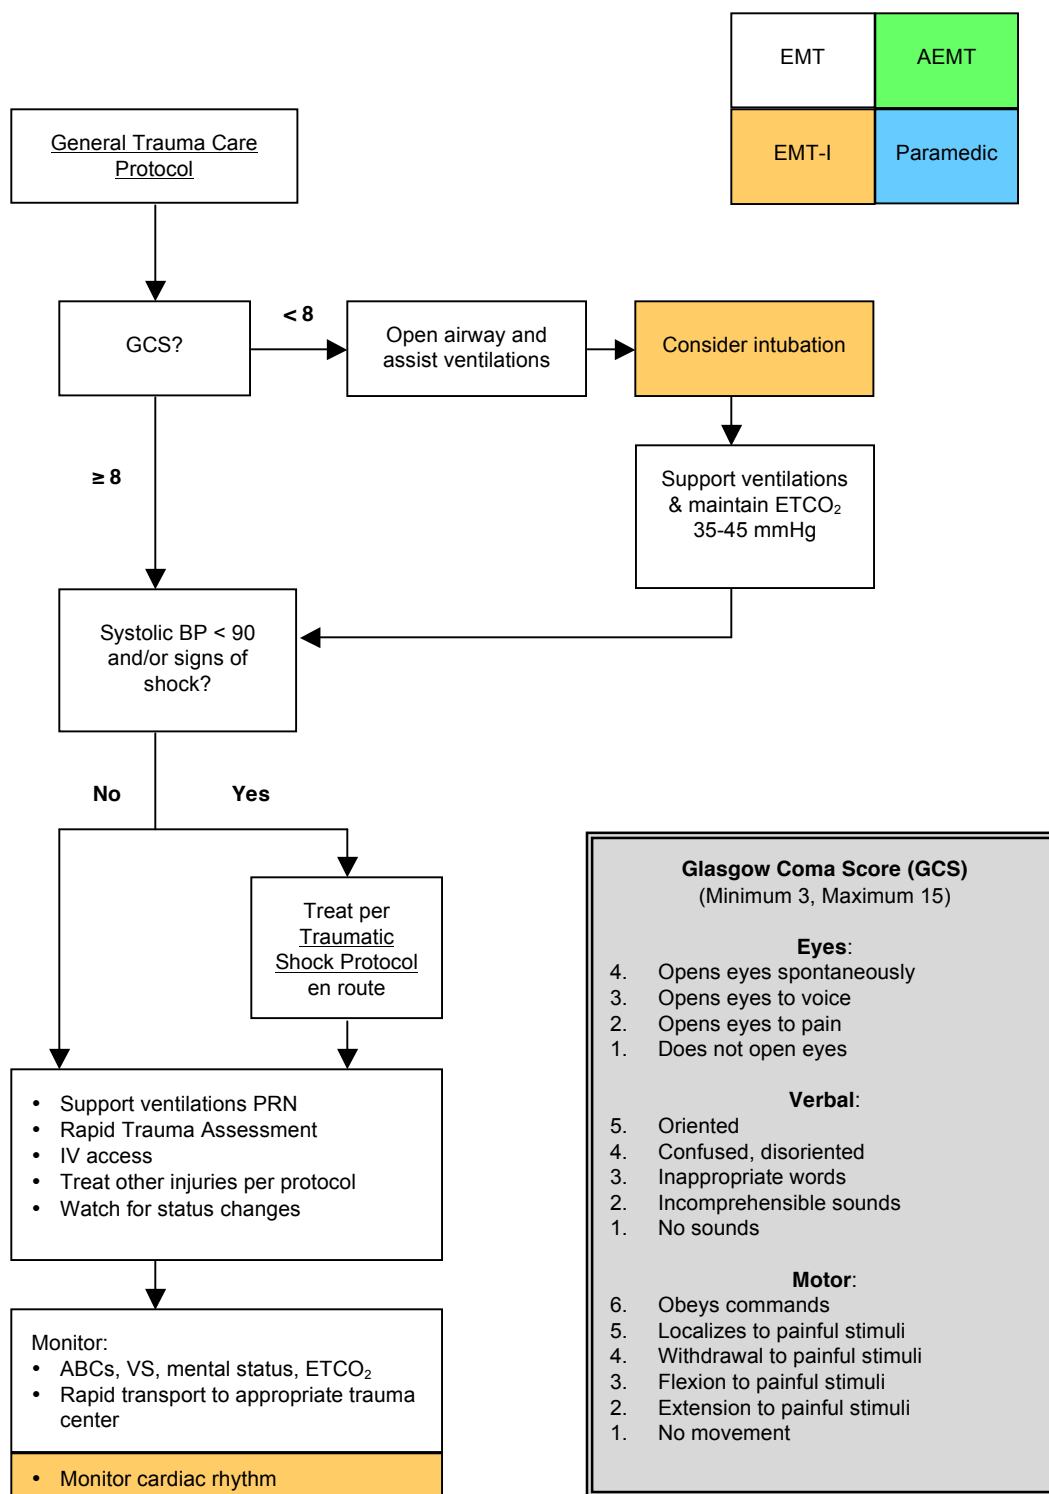 EMT
AEMT
EMT-I
Paramedic
General Trauma Care
Protocol
GCS?
< 8
Open airway and
assist ventilations
Consider intubation
≥ 8
Support ventilations
& maintain ETCO₂
35-45 mmHg
Systolic BP < 90
and/or signs of
shock?
No
Yes
Treat per
Traumatic
Shock Protocol
en route
• Support ventilations PRN
• Rapid Trauma Assessment
• IV access
• Treat other injuries per protocol
• Watch for status changes
Monitor:
• ABCs, VS, mental status, ETCO₂
• Rapid transport to appropriate trauma
center
• Monitor cardiac rhythm
Glasgow Coma Score (GCS)
(Minimum 3, Maximum 15)
Eyes:
4. Opens eyes spontaneously
3. Opens eyes to voice
2. Opens eyes to pain
1. Does not open eyes
Verbal:
5. Oriented
4. Confused, disoriented
3. Inappropriate words
2. Incomprehensible sounds
1. No sounds
Motor:
6. Obeys commands
5. Localizes to painful stimuli
4. Withdrawal to painful stimuli
3. Flexion to painful stimuli
2. Extension to painful stimuli
1. No movement